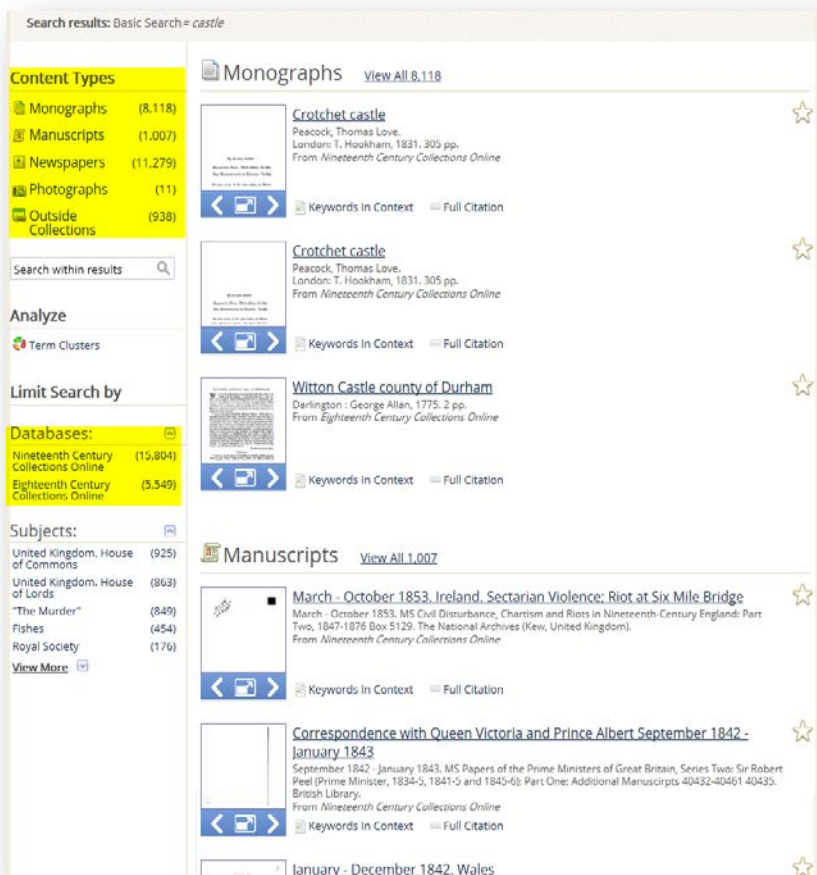 Search results: Basic Search= castle
Content Types
Monographs (8,118)
Manuscripts (1,007)
Newspapers (11,279)
Photographs (11)
Outside (938)
Collections
Search within results
Analyze
Term Clusters
Limit Search by
Databases:
Nineteenth Century (15,804)
Collections Online
Eighteenth Century (5,549)
Collections Online
Subjects:
United Kingdom. House (925)
of Commons
United Kingdom. House (863)
of Lords
"The Murder" (849)
Fishes (454)
Royal Society (176)
View More
Monographs View All 8,118
Crotchet castle
Peacock, Thomas Love.
London: T. Hookham, 1831. 305 pp.
From Nineteenth Century Collections Online
Keywords in Context Full Citation
Crotchet castle
Peacock, Thomas Love.
London: T. Hookham, 1831. 305 pp.
From Nineteenth Century Collections Online
Keywords in Context Full Citation
Witton Castle county of Durham
Darlington : George Allan, 1775. 2 pp.
From Eighteenth Century Collections Online
Keywords in Context Full Citation
Manuscripts View All 1,007
March - October 1853. Ireland. Sectarian Violence; Riot at Six Mile Bridge
March - October 1853. MS Civil Disturbance, Chartism and Riots in Nineteenth-Century England: Part
Two, 1847-1876 Box 5129. The National Archives (Kew, United Kingdom).
From Nineteenth Century Collections Online
Keywords in Context Full Citation
Correspondence with Queen Victoria and Prince Albert September 1842 -
January 1843
September 1842 - January 1843. MS Papers of the Prime Ministers of Great Britain, Series Two: Sir Robert
Peel (Prime Minister, 1834-5, 1841-5 and 1845-6): Part One: Additional Manuscirpts 40432-40461 40435.
British Library.
From Nineteenth Century Collections Online
Keywords in Context Full Citation
January - December 1842. Wales